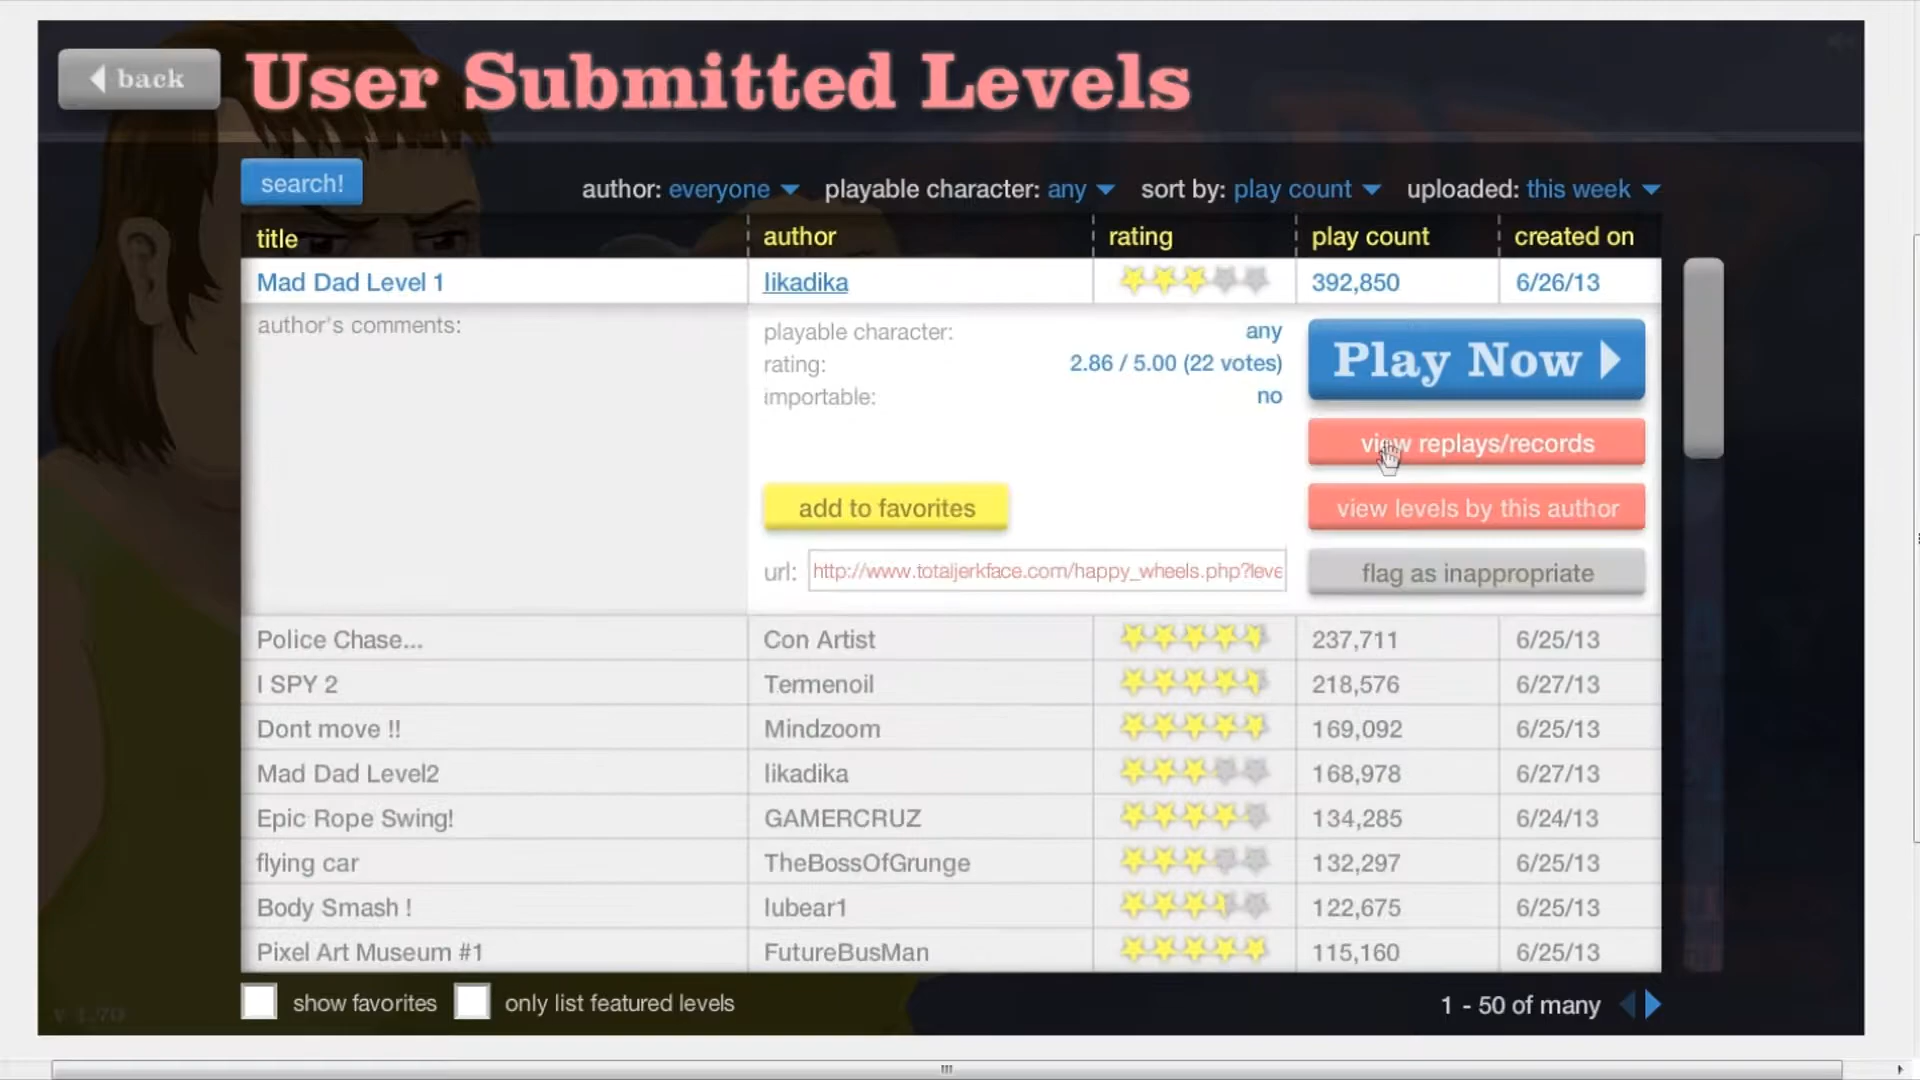 back
User Submitted Levels
search!
author: everyone playable character: any sort by: play count uploaded: this week
title author rating play count created on
Mad Dad Level 1 likadika 392,850 6/26/13
author's comments:
playable character: any
rating: 2.86 / 5.00 (22 votes)
importable: no
Play Now
view replays/records
add to favorites
view levels by this author
url: http://www.totaljerkface.com/happy_wheels.php?leve
flag as inappropriate
Police Chase... Con Artist 237,711 6/25/13
I SPY 2 Termenoil 218,576 6/27/13
Dont move !! Mindzoom 169,092 6/25/13
Mad Dad Level2 likadika 168,978 6/27/13
Epic Rope Swing! GAMERCRUZ 134,285 6/24/13
flying car TheBossOfGrunge 132,297 6/25/13
Body Smash ! lubear1 122,675 6/25/13
Pixel Art Museum #1 FutureBusMan 115,160 6/25/13
show favorites only list featured levels
1 - 50 of many
v 1.70